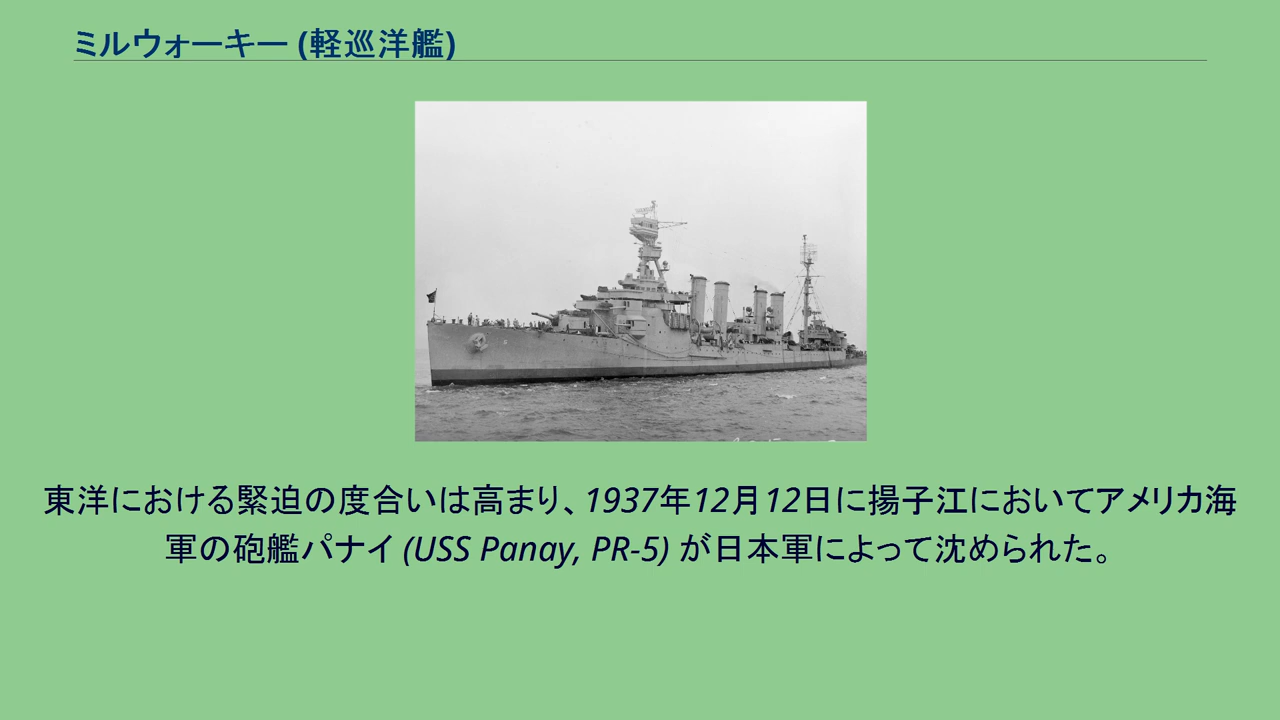 ミルウォーキー (軽巡洋艦)
東洋における緊迫の度合いは高まり、1937年12月12日に揚子江においてアメリカ海
軍の砲艦パナイ (USS Panay, PR-5) が日本軍によって沈められた。